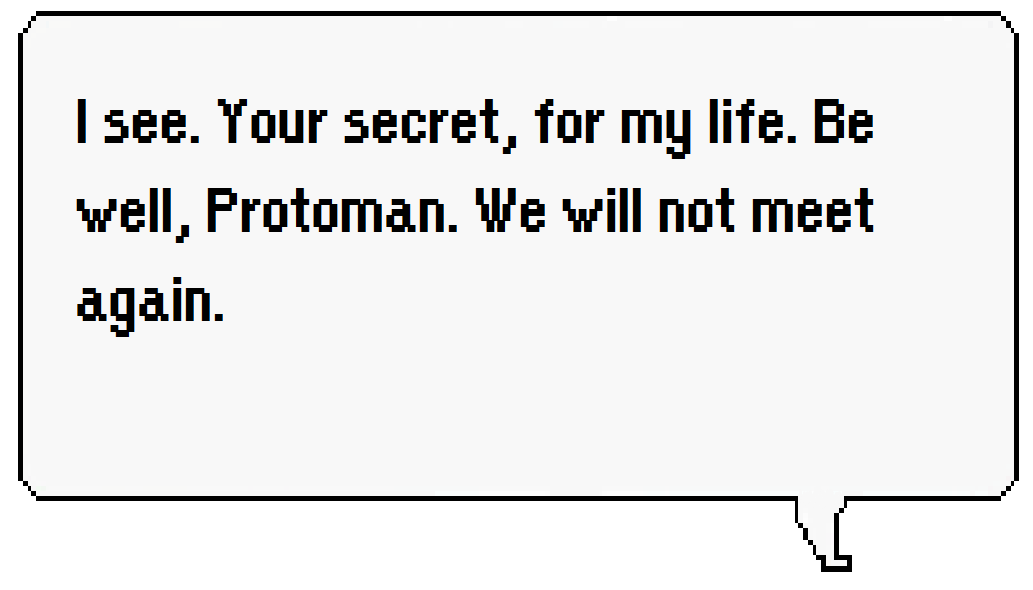 I see. Your secret, for my life. Be
well, Protoman. We will not meet
again.